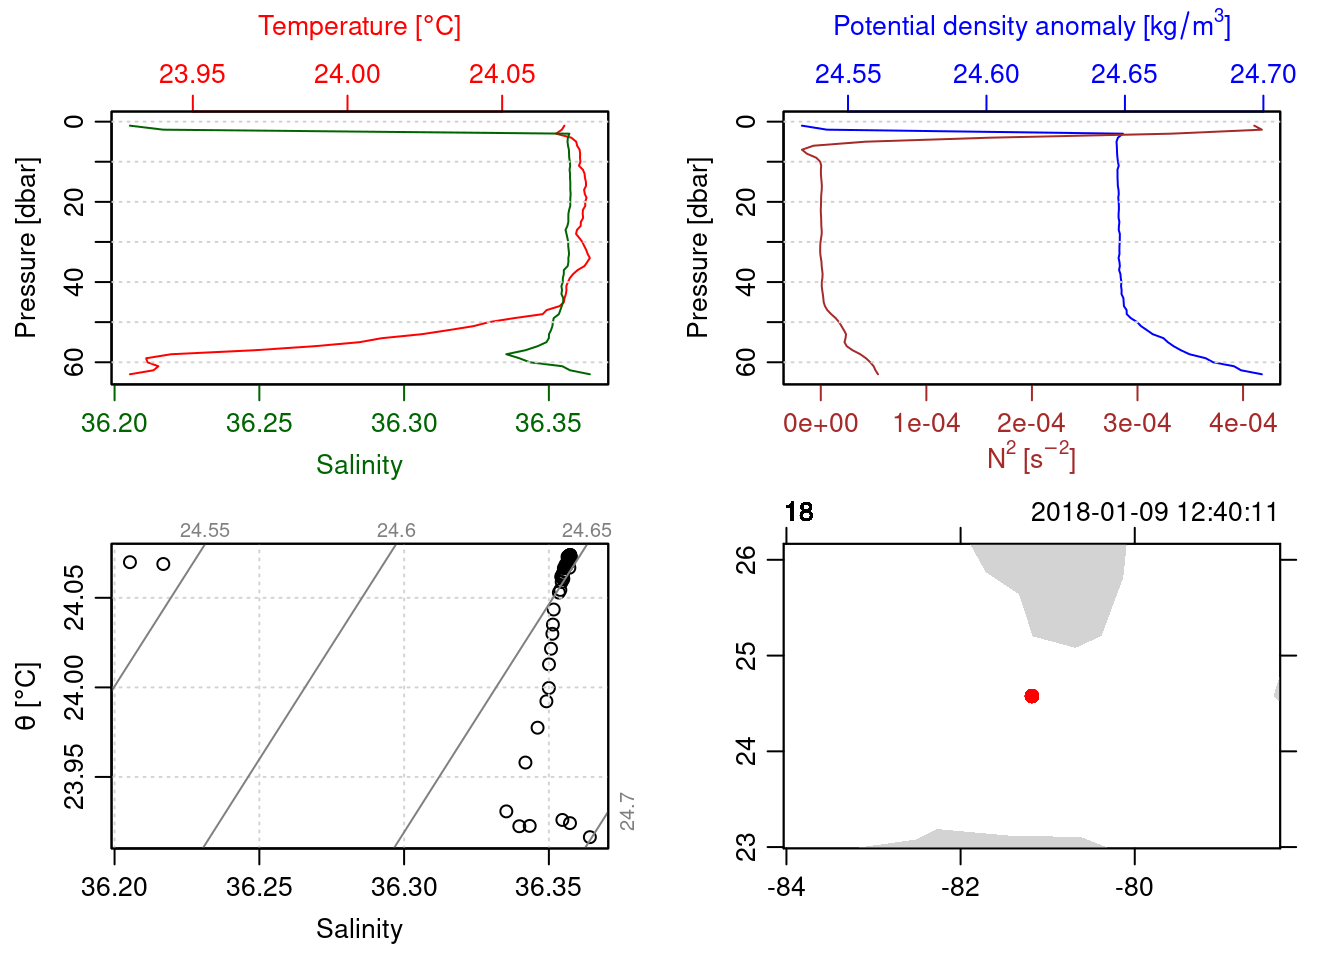 Temperature [°C]
23.95 24.00 24.05
Pressure [dbar]
0 20 40 60
36.20 36.25 36.30 36.35
Salinity
Potential density anomaly [kg/m³]
24.55 24.60 24.65 24.70
Pressure [dbar]
0 20 40 60
0e+00 1e-04 2e-04 3e-04 4e-04
N² [s⁻²]
24.55 24.6 24.65
24.7
θ [°C]
23.95 24.00 24.05
36.20 36.25 36.30 36.35
Salinity
18 2018-01-09 12:40:11
26
25
24
23
-84 -82 -80